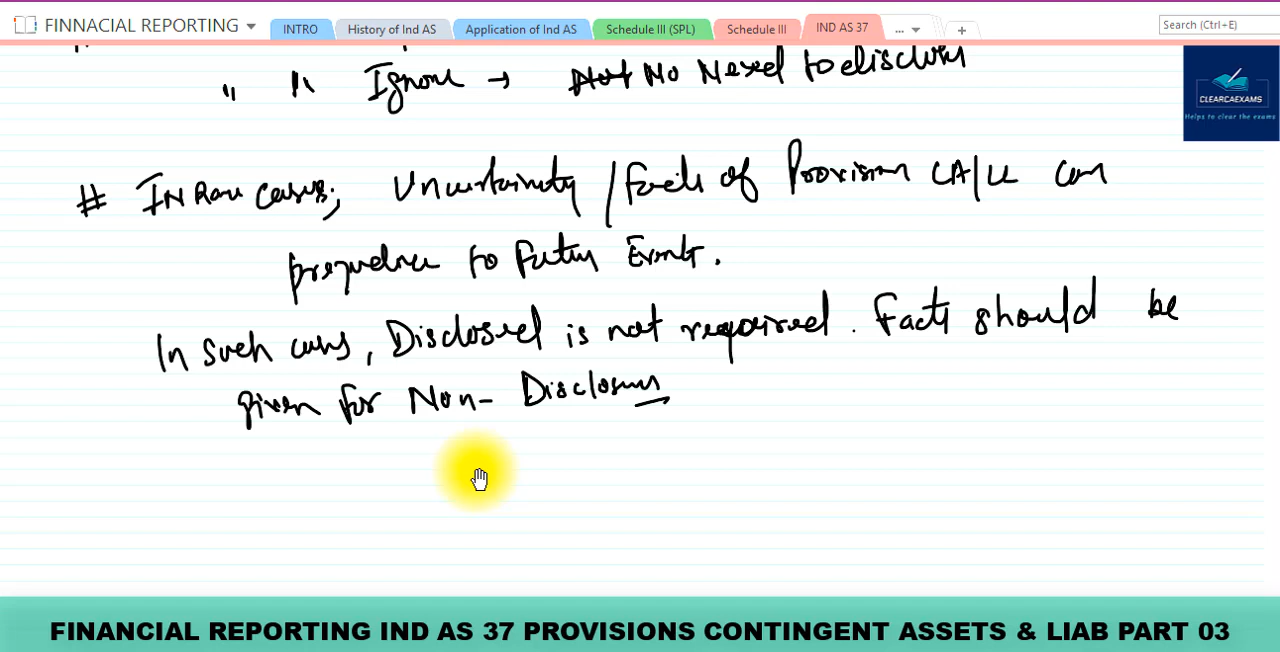 FINNACIAL REPORTING
INTRO
History of Ind AS
Application of Ind AS
Schedule III (SPL)
Schedule III
IND AS 37
...
Search (Ctrl+E)
CLEARCAEXAMS
Helps to clear the exams
" " Ignore → No Need to disclose
# IN Rare cases; Uncertainity / Facts of Provision CA/CL can
prejudice to Future Events.
In such cases, Disclosed is not required. Facts should be
given for Non- Disclosure
FINANCIAL REPORTING IND AS 37 PROVISIONS CONTINGENT ASSETS & LIAB PART 03